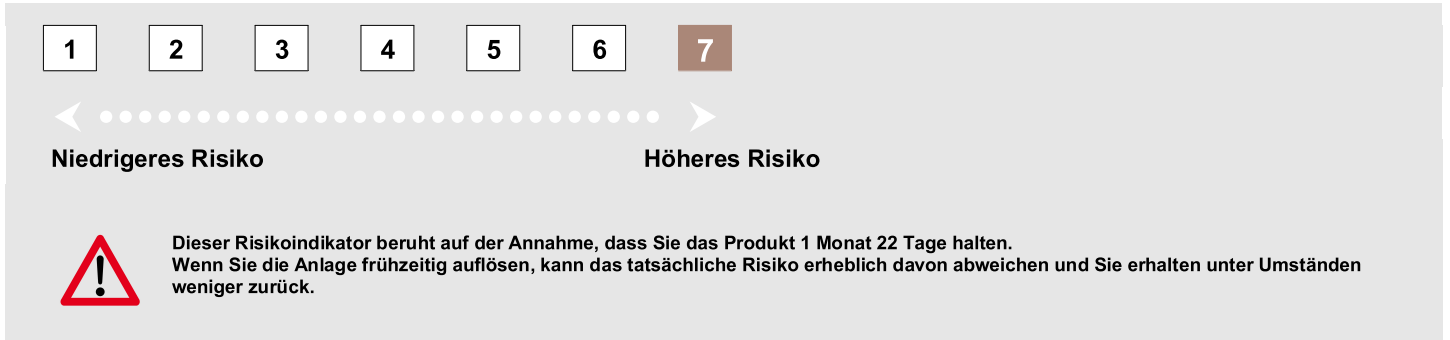 1 2 3 4 5 6 7
Niedrigeres Risiko Höheres Risiko
Dieser Risikoindikator beruht auf der Annahme, dass Sie das Produkt 1 Monat 22 Tage halten.
Wenn Sie die Anlage frühzeitig auflösen, kann das tatsächliche Risiko erheblich davon abweichen und Sie erhalten unter Umständen
weniger zurück.